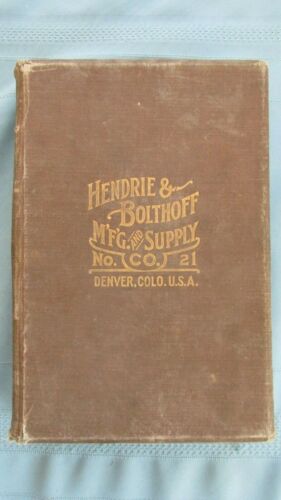 HENDRIE &
BOLTHOFF
M'F'G. AND SUPPLY
No. CO. 21
DENVER, COLO. U.S.A.